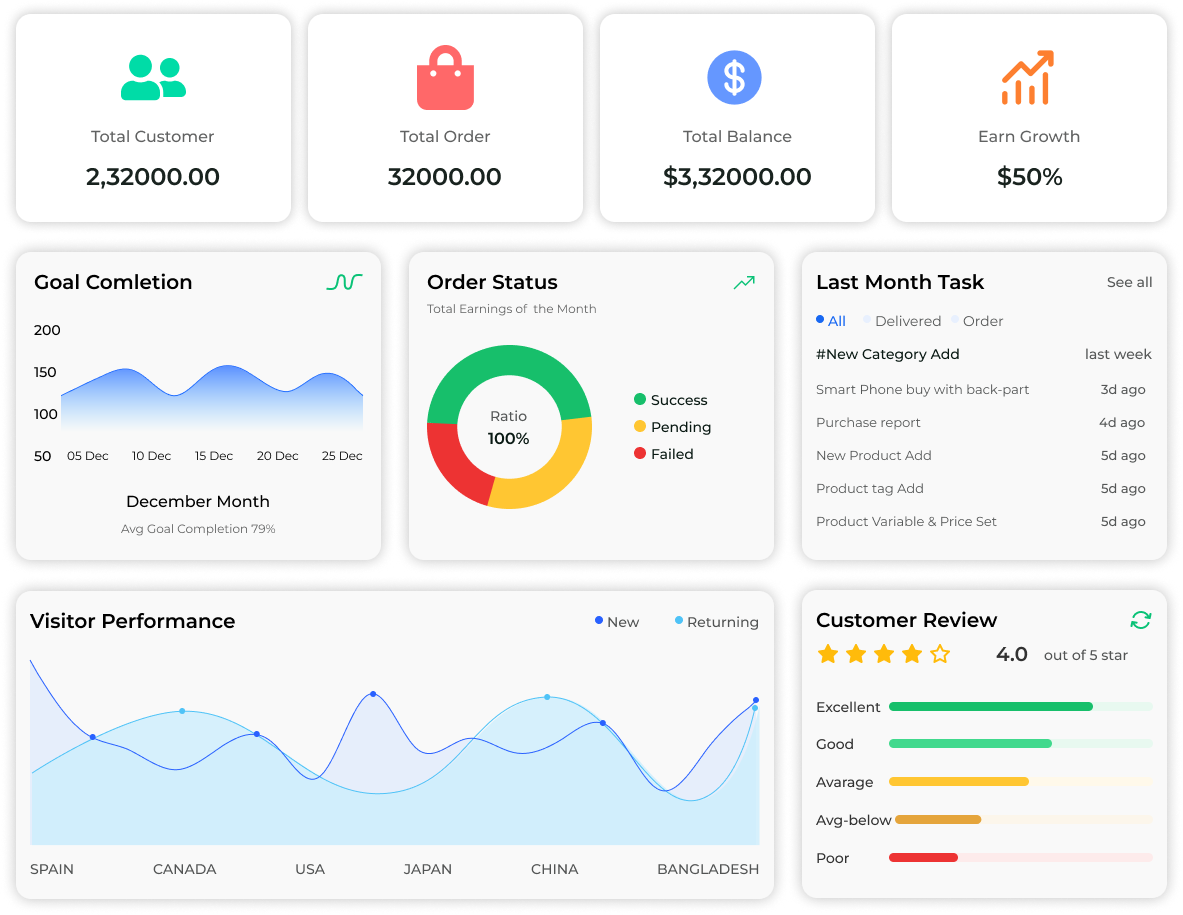 Total Customer
2,32000.00
Total Order
32000.00
Total Balance
$3,32000.00
Earn Growth
$50%
Goal Comletion
200
150
100
50
05 Dec 10 Dec 15 Dec 20 Dec 25 Dec
December Month
Avg Goal Completion 79%
Order Status
Total Earnings of the Month
Ratio
100%
Success
Pending
Failed
Last Month Task See all
All Delivered Order
#New Category Add last week
Smart Phone buy with back-part 3d ago
Purchase report 4d ago
New Product Add 5d ago
Product tag Add 5d ago
Product Variable & Price Set 5d ago
Visitor Performance New Returning
SPAIN CANADA USA JAPAN CHINA BANGLADESH
Customer Review
4.0 out of 5 star
Excellent
Good
Avarage
Avg-below
Poor